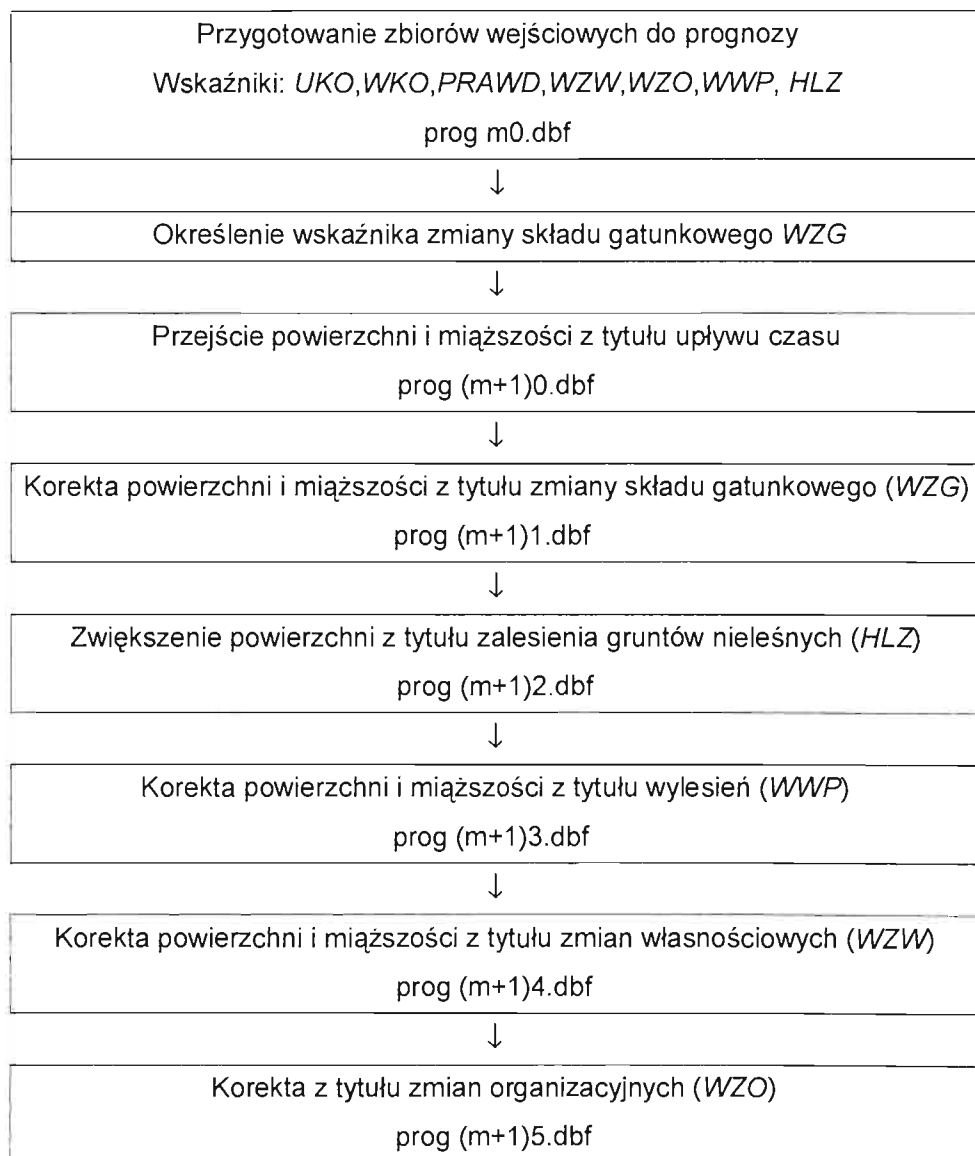 Przygotowanie zbiorów wejściowych do prognozy
Wskaźniki: UKO,WKO,PRAWD,WZW,WZO,WWP, HLZ
prog m0.dbf
↓
Określenie wskaźnika zmiany składu gatunkowego WZG
↓
Przejście powierzchni i miąższości z tytułu upływu czasu
prog (m+1)0.dbf
↓
Korekta powierzchni i miąższości z tytułu zmiany składu gatunkowego (WZG)
prog (m+1)1.dbf
↓
Zwiększenie powierzchni z tytułu zalesienia gruntów nieleśnych (HLZ)
prog (m+1)2.dbf
↓
Korekta powierzchni i miąższości z tytułu wylesień (WWP)
prog (m+1)3.dbf
↓
Korekta powierzchni i miąższości z tytułu zmian własnościowych (WZW)
prog (m+1)4.dbf
↓
Korekta z tytułu zmian organizacyjnych (WZO)
prog (m+1)5.dbf